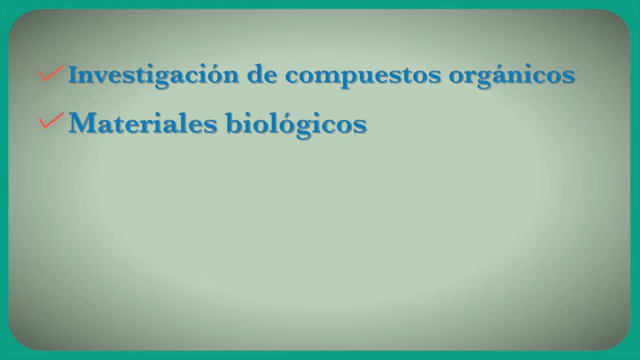 Investigación de compuestos orgánicos
Materiales biológicos